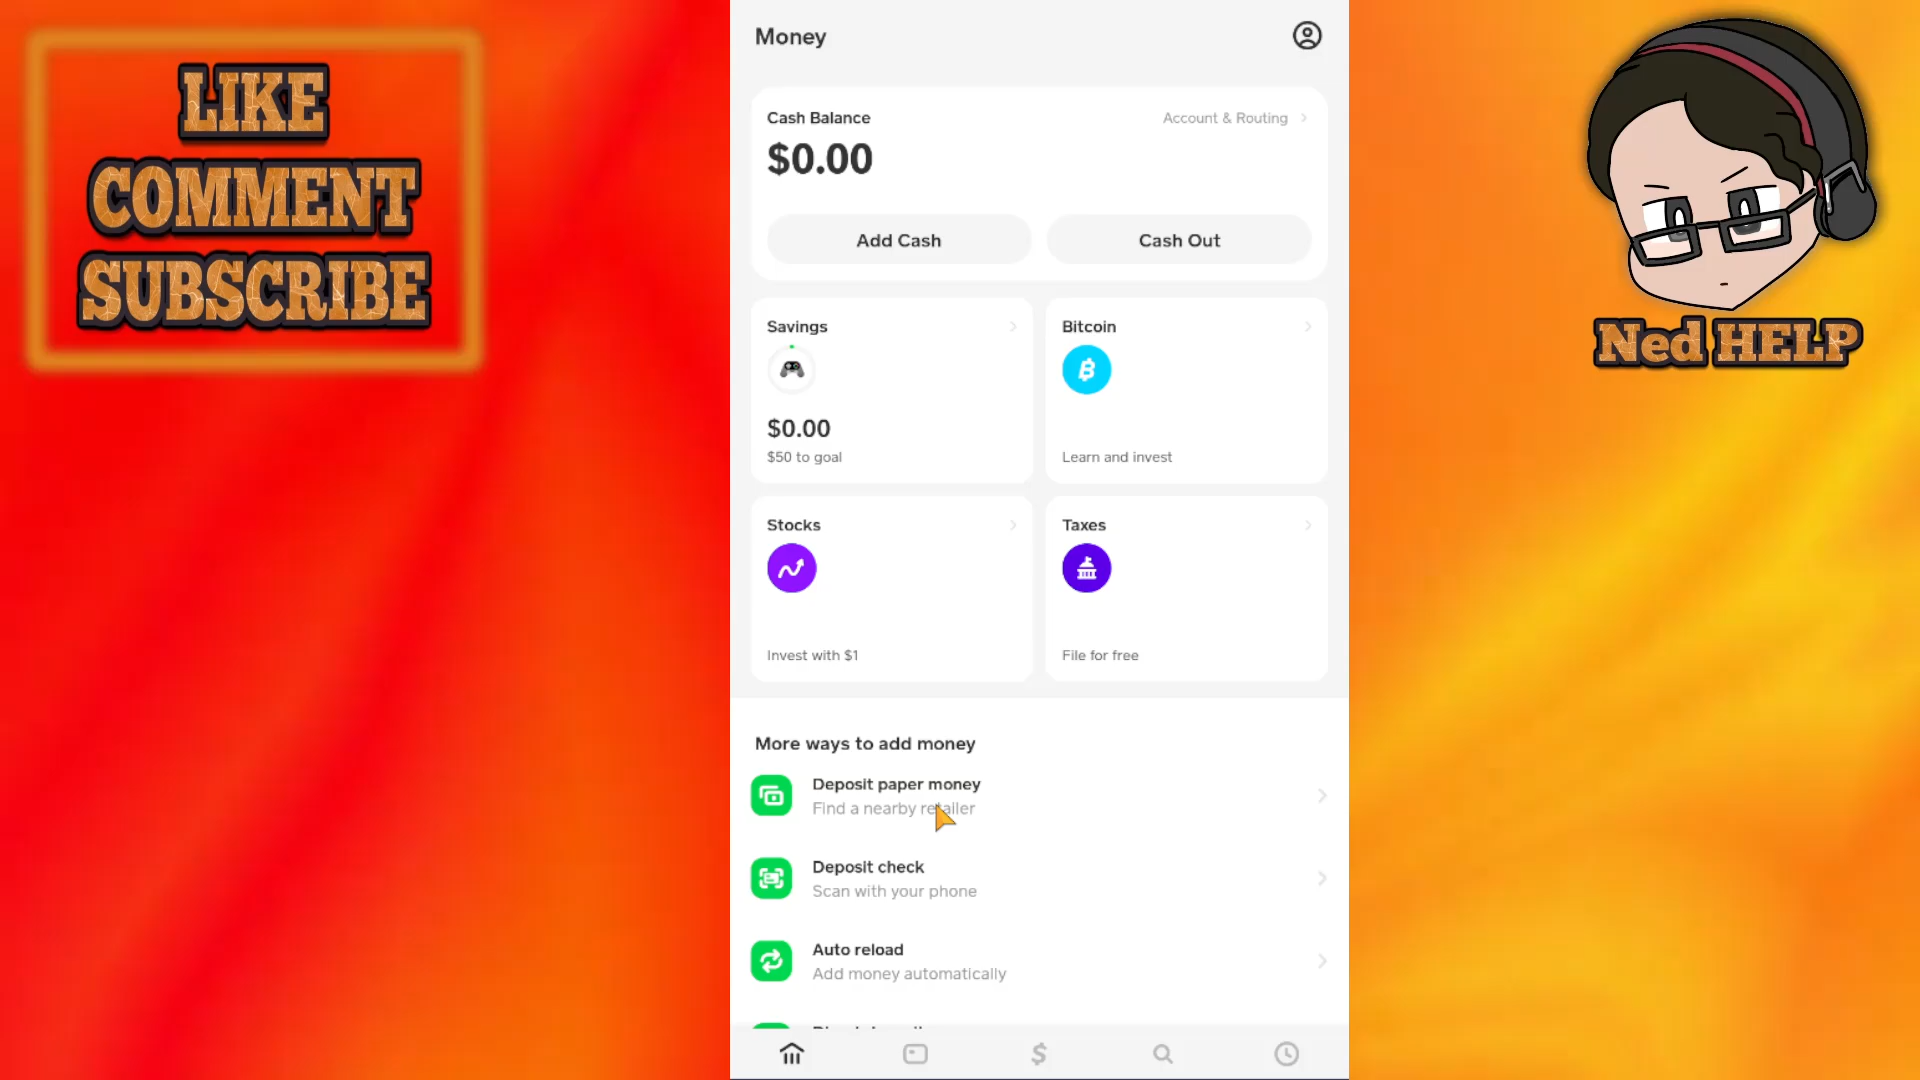 LIKE
COMMENT
SUBSCRIBE
Money
Cash Balance
Account & Routing
$0.00
Add Cash
Cash Out
Savings
$0.00
$50 to goal
Bitcoin
Learn and invest
Stocks
Invest with $1
Taxes
File for free
More ways to add money
Deposit paper money
Find a nearby retailer
Deposit check
Scan with your phone
Auto reload
Add money automatically
Ned HELP